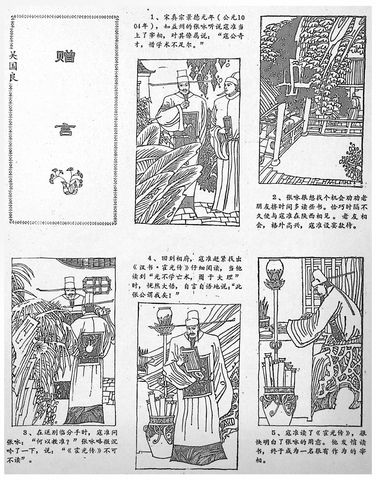 赠言
吴国良
1、宋真宗景德元年(公元10
04年),知益州的张咏听说寇准当
上了宰相,对其僚属说:“寇公奇
才,惜学术不足尔。”
2、张咏很想找个机会劝劝老
朋友挤时间多读些书。恰巧时隔不
久便与寇准在陕西相见。老友相
会,格外高兴,寇准设宴款待。
3、在送别临分手时,寇准问
张咏:“何以教准?”张咏略微沉
吟了一下,说:“《霍光传》不可
不读”。
4、回到相府,寇准赶紧找出
《汉书·霍光传》仔细阅读,当他
读到“光不学亡术,闇于大理”
时,恍然大悟,自言自语地说,“此
张公谓我矣!”
5、寇准读了《霍光传》,很
快明白了张咏的用意。他发愤读
书,终于成为一名很有作为的宰
相。